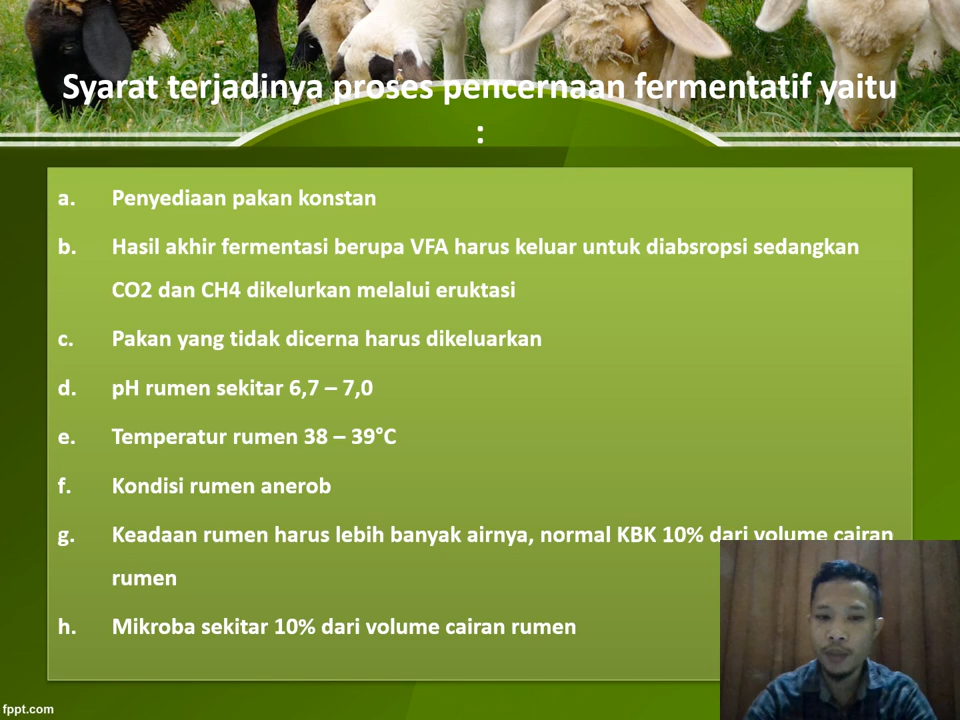 Syarat terjadinya proses pencernaan fermentatif yaitu
:
a. Penyediaan pakan konstan
b. Hasil akhir fermentasi berupa VFA harus keluar untuk diabsropsi sedangkan
CO2 dan CH4 dikelurkan melalui eruktasi
c. Pakan yang tidak dicerna harus dikeluarkan
d. pH rumen sekitar 6,7 – 7,0
e. Temperatur rumen 38 – 39°C
f. Kondisi rumen anerob
g. Keadaan rumen harus lebih banyak airnya, normal KBK 10% dari volume cairan
rumen
h. Mikroba sekitar 10% dari volume cairan rumen
fppt.com